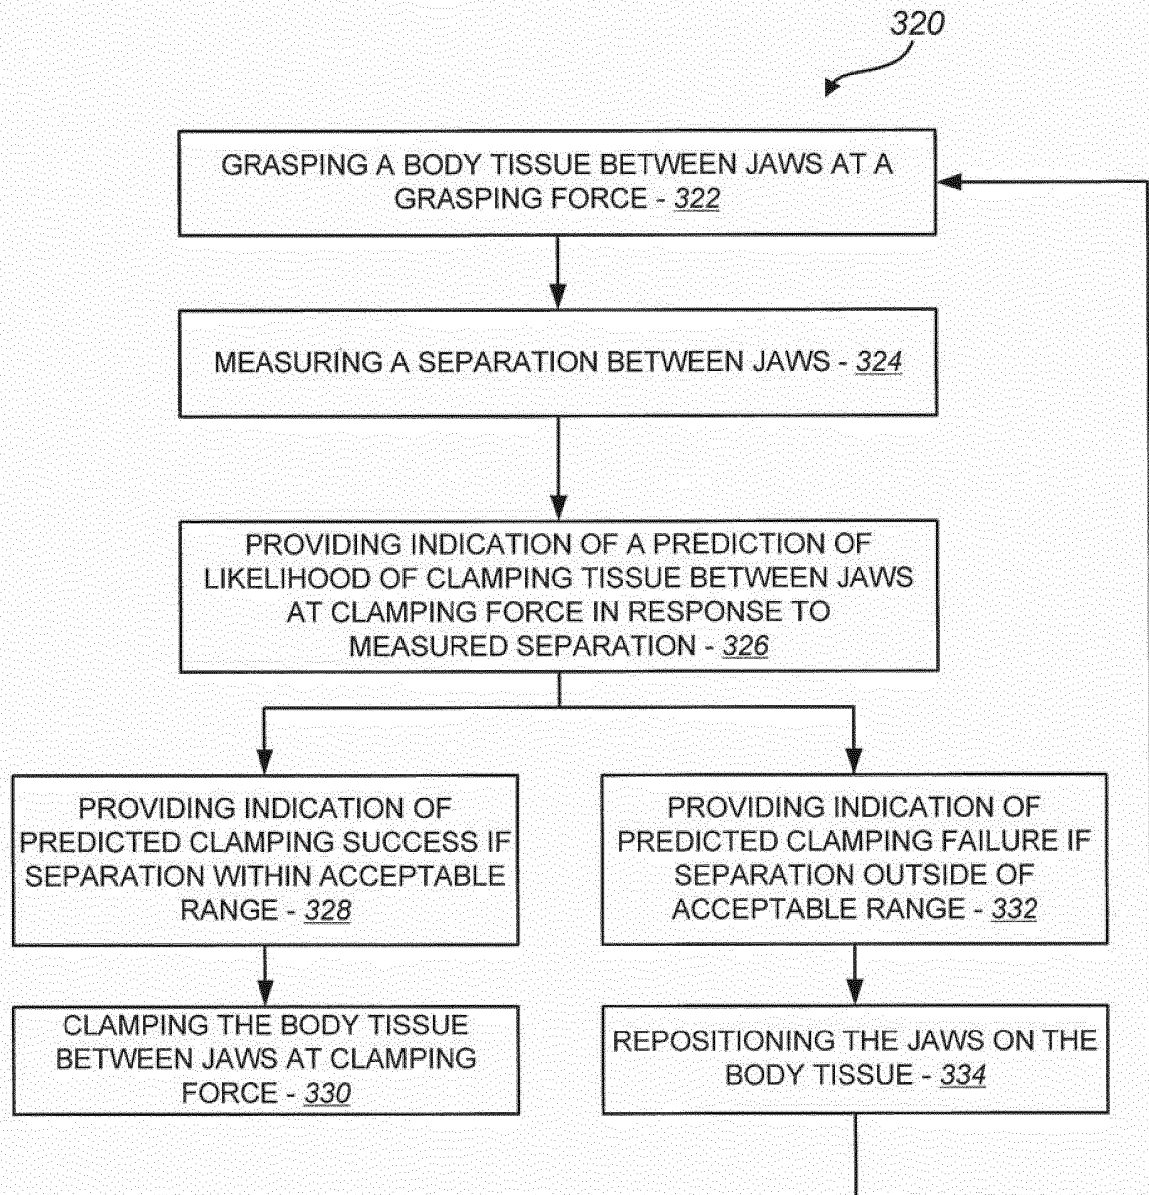 320
GRASPING A BODY TISSUE BETWEEN JAWS AT A
GRASPING FORCE - 322
MEASURING A SEPARATION BETWEEN JAWS - 324
PROVIDING INDICATION OF A PREDICTION OF
LIKELIHOOD OF CLAMPING TISSUE BETWEEN JAWS
AT CLAMPING FORCE IN RESPONSE TO
MEASURED SEPARATION - 326
PROVIDING INDICATION OF
PREDICTED CLAMPING SUCCESS IF
SEPARATION WITHIN ACCEPTABLE
RANGE - 328
PROVIDING INDICATION OF
PREDICTED CLAMPING FAILURE IF
SEPARATION OUTSIDE OF
ACCEPTABLE RANGE - 332
CLAMPING THE BODY TISSUE
BETWEEN JAWS AT CLAMPING
FORCE - 330
REPOSITIONING THE JAWS ON THE
BODY TISSUE - 334